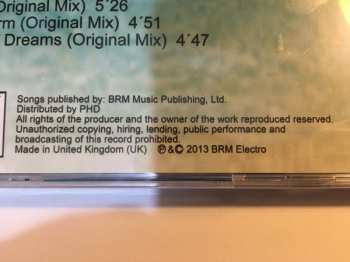 Original Mix) 5´26
rm (Original Mix) 4´51
Dreams (Original Mix) 4´47
Songs published by: BRM Music Publishing, Ltd.
Distributed by PHD
All rights of the producer and the owner of the work reproduced reserved.
Unauthorized copying, hiring, lending, public performance and
broadcasting of this record prohibited.
Made in United Kingdom (UK) ℗&© 2013 BRM Electro